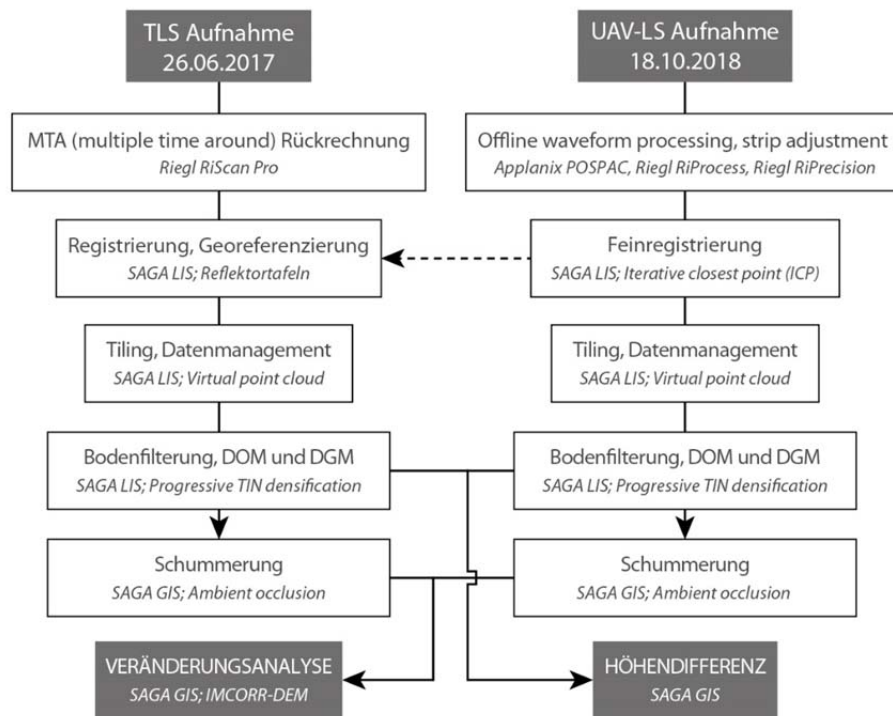 TLS Aufnahme
26.06.2017
MTA (multiple time around) Rückrechnung
Riegl RiScan Pro
Registrierung, Georeferenzierung
SAGA LIS; Reflektortafeln
Tiling, Datenmanagement
SAGA LIS; Virtual point cloud
Bodenfilterung, DOM und DGM
SAGA LIS; Progressive TIN densification
Schummerung
SAGA GIS; Ambient occlusion
VERÄNDERUNGSANALYSE
SAGA GIS; IMCORR-DEM
UAV-LS Aufnahme
18.10.2018
Offline waveform processing, strip adjustment
Applanix POSPAC, Riegl RiProcess, Riegl RiPrecision
Feinregistrierung
SAGA LIS; Iterative closest point (ICP)
Tiling, Datenmanagement
SAGA LIS; Virtual point cloud
Bodenfilterung, DOM und DGM
SAGA LIS; Progressive TIN densification
Schummerung
SAGA GIS; Ambient occlusion
HÖHENDIFFERENZ
SAGA GIS